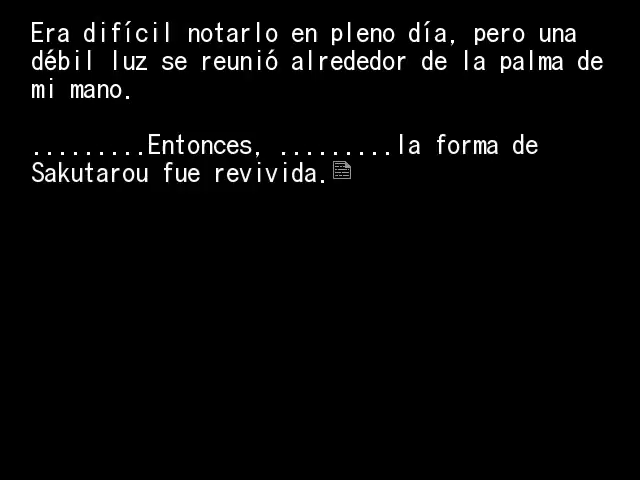 Era difícil notarlo en pleno día, pero una
débil luz se reunió alrededor de la palma de
mi mano.
.........Entonces, .........la forma de
Sakutarou fue revivida.